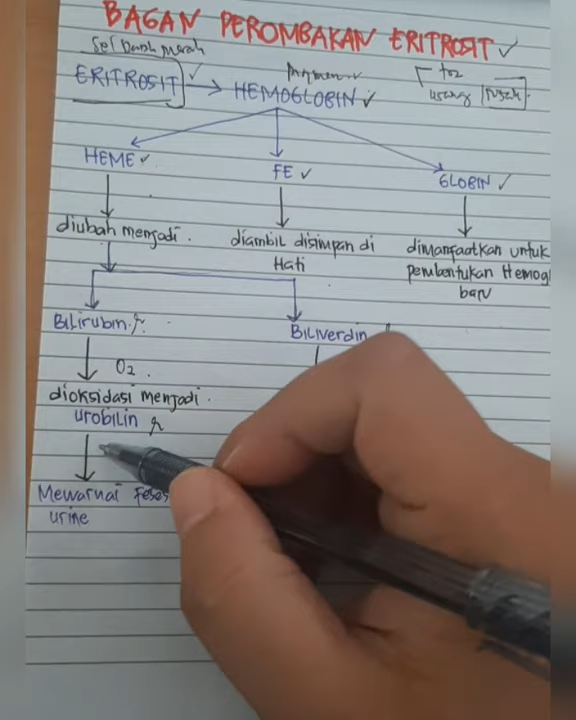 BAGAN PEROMBAKAN ERITROSIT
Sel Darah merah
ERITROSIT
HEMOGLOBIN
usang
HEME
FE
GLOBIN
diubah menjadi.
diambil disimpan di
Hati
dimanfaatkan untuk
pembentukan Hemog
baru
Bilirubin
Biliverdin
O2.
dioksidasi menjadi
urobilin
Mewarnai Feses
urine